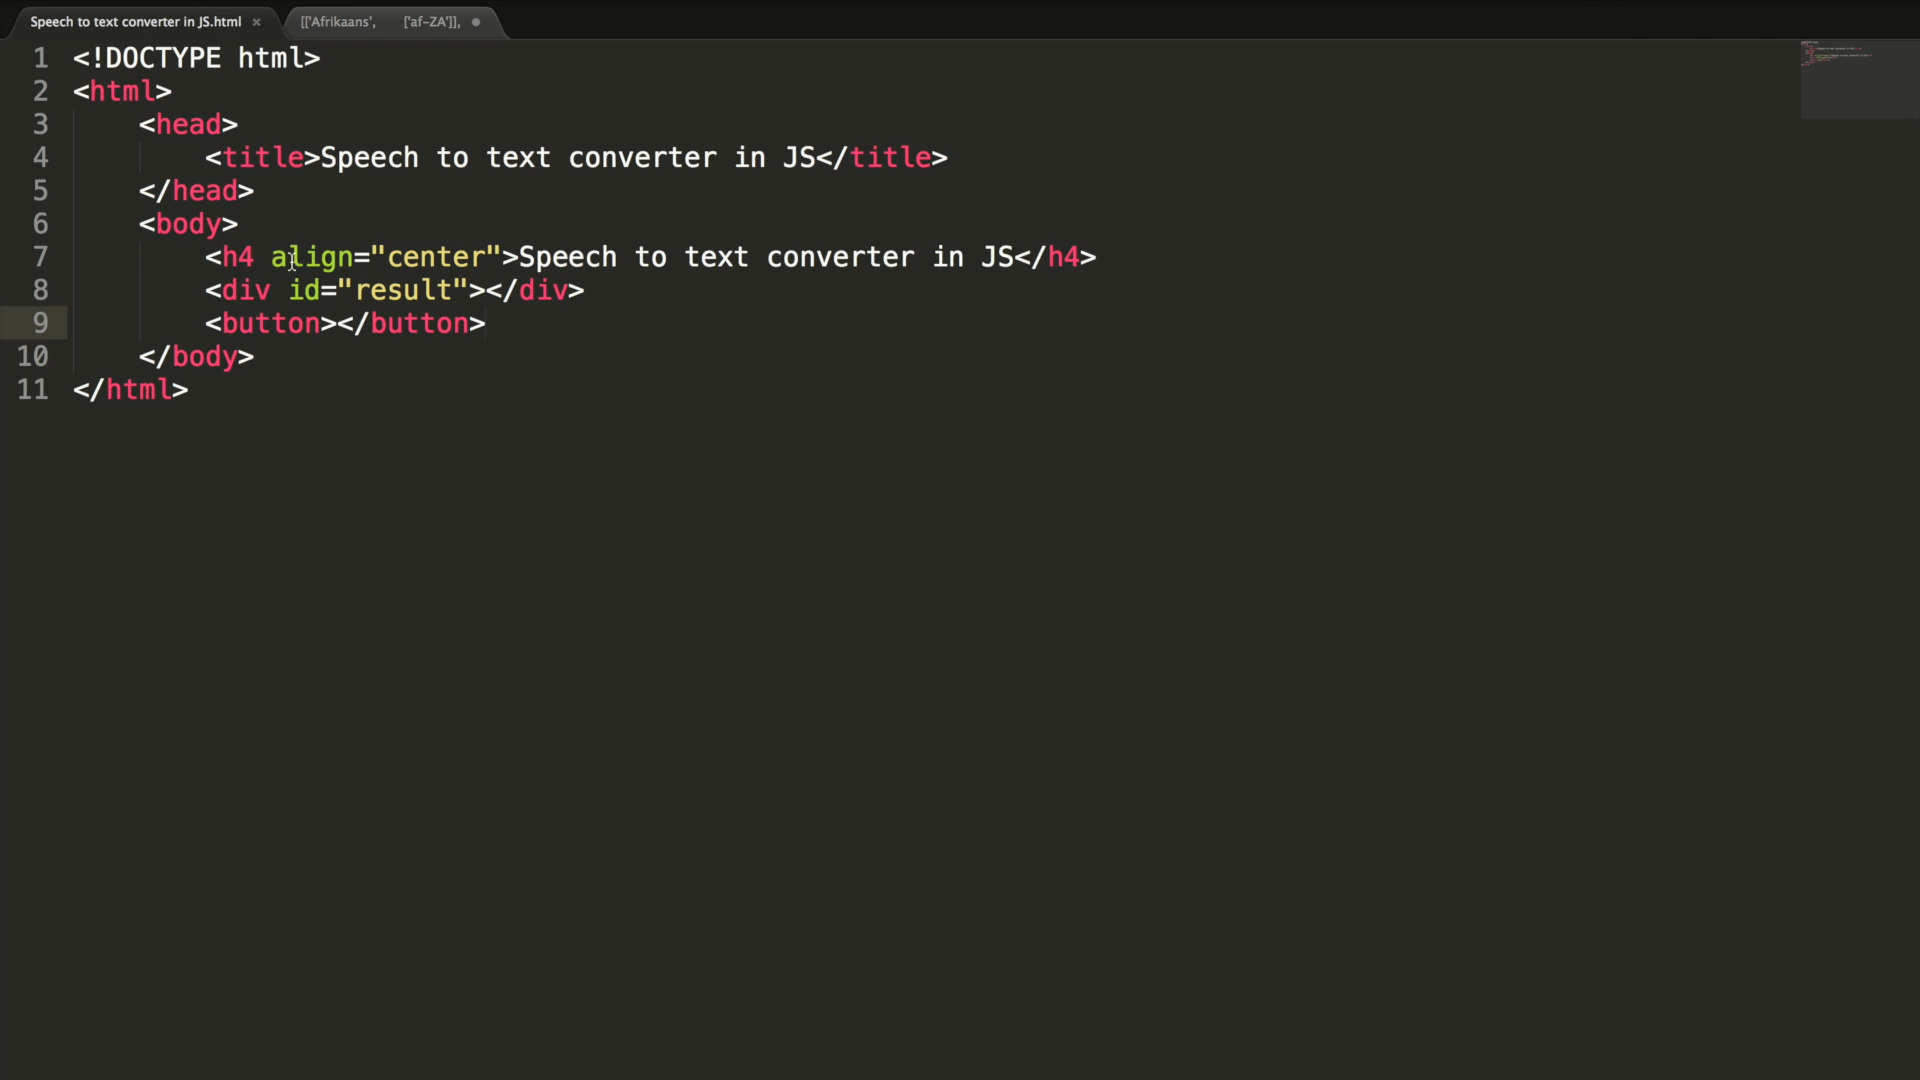 Speech to text converter in JS.html × [['Afrikaans', ['af-ZA']],
1 <!DOCTYPE html>
2 <html>
3 <head>
4 <title>Speech to text converter in JS</title>
5 </head>
6 <body>
7 <h4 align="center">Speech to text converter in JS</h4>
8 <div id="result"></div>
9 <button></button>
10 </body>
11 </html>